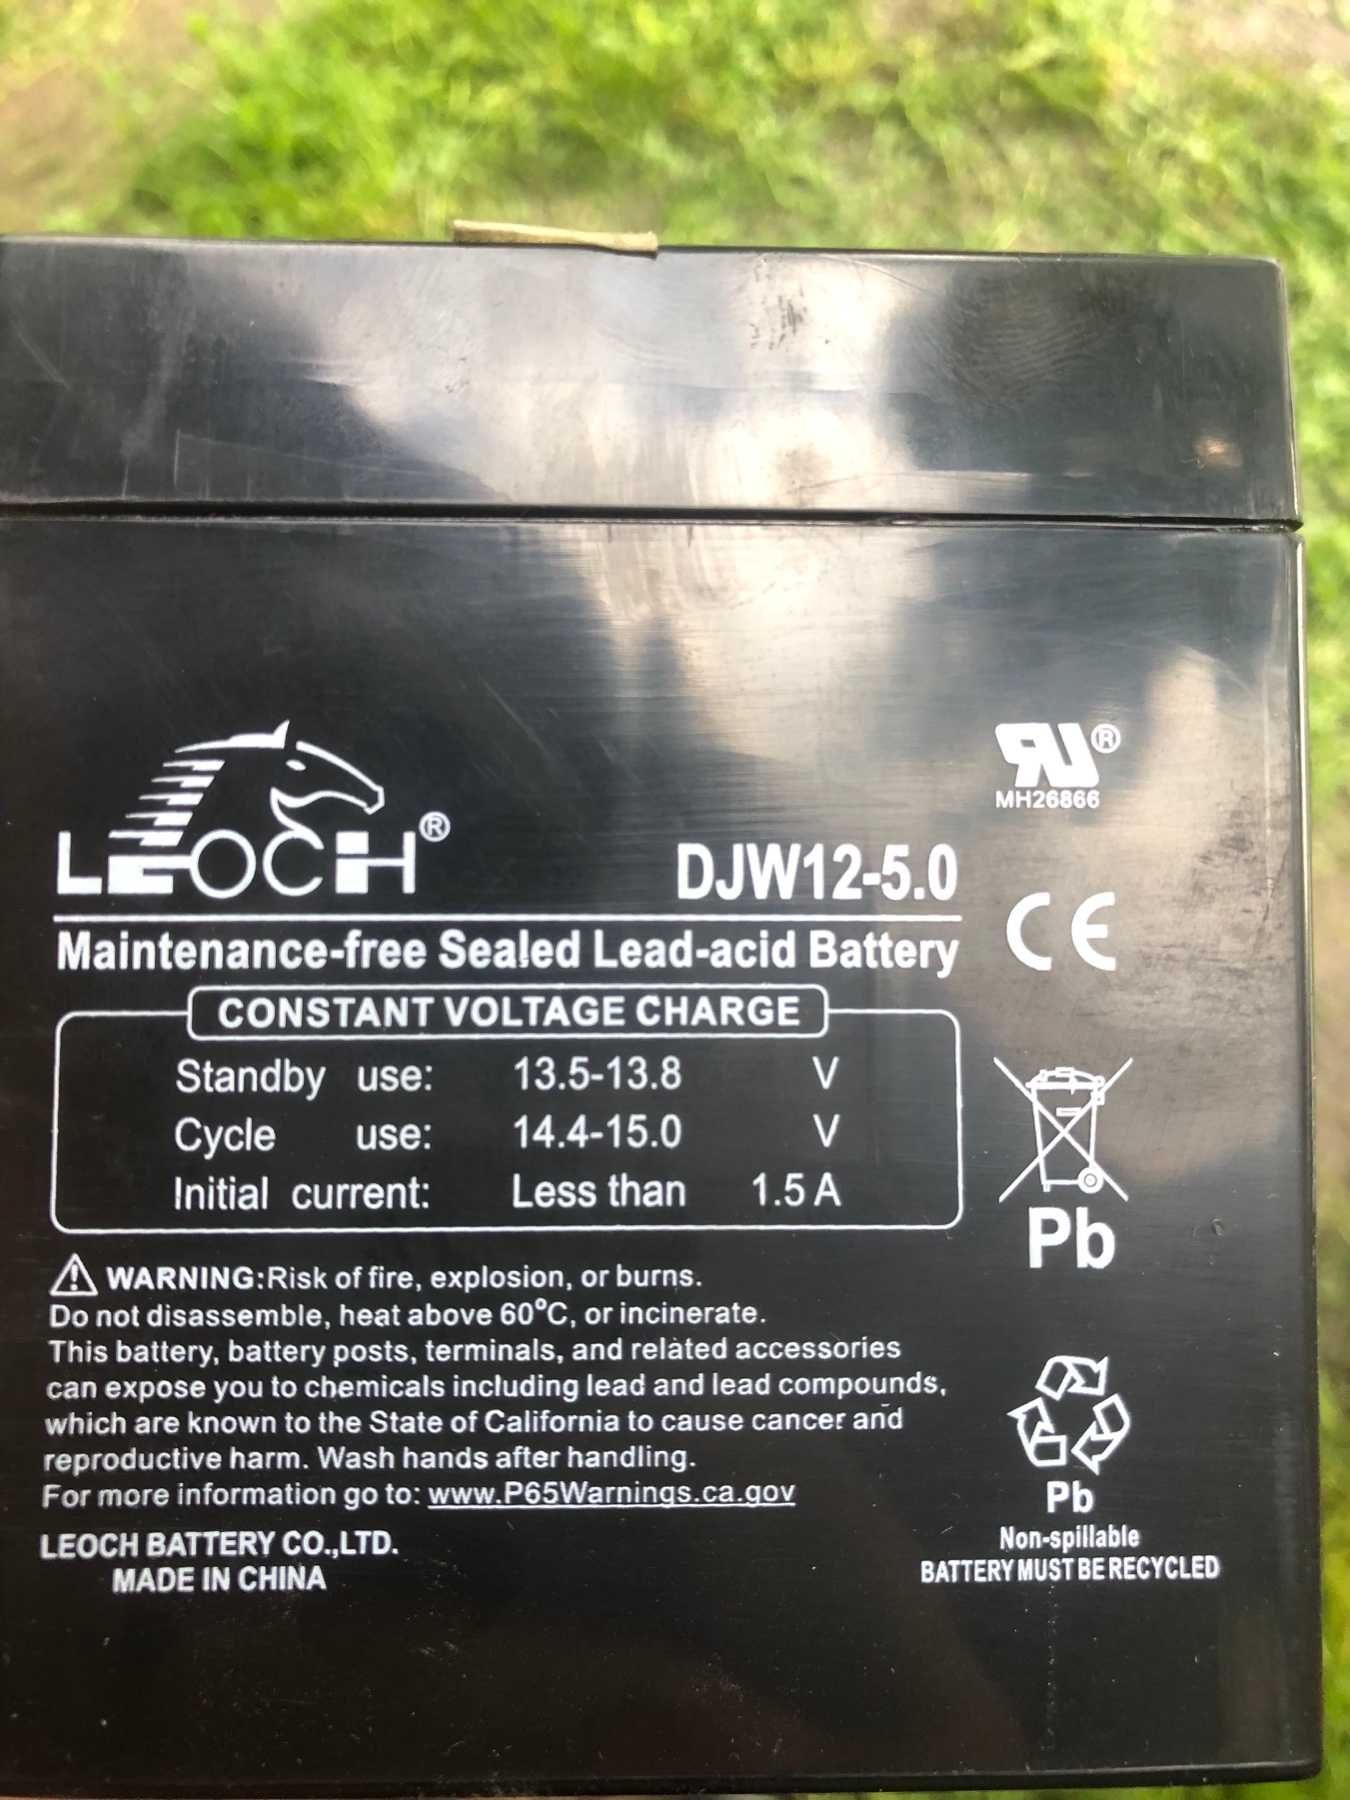 LEOCH®
DJW12-5.0
Maintenance-free Sealed Lead-acid Battery
CONSTANT VOLTAGE CHARGE
Standby use: 13.5-13.8 V
Cycle use: 14.4-15.0 V
Initial current: Less than 1.5 A
WARNING:Risk of fire, explosion, or burns.
Do not disassemble, heat above 60°C, or incinerate.
This battery, battery posts, terminals, and related accessories
can expose you to chemicals including lead and lead compounds,
which are known to the State of California to cause cancer and
reproductive harm. Wash hands after handling.
For more information go to: www.P65Warnings.ca.gov
LEOCH BATTERY CO.,LTD.
MADE IN CHINA
RU®
MH26866
CE
Pb
Pb
Non-spillable
BATTERY MUST BE RECYCLED